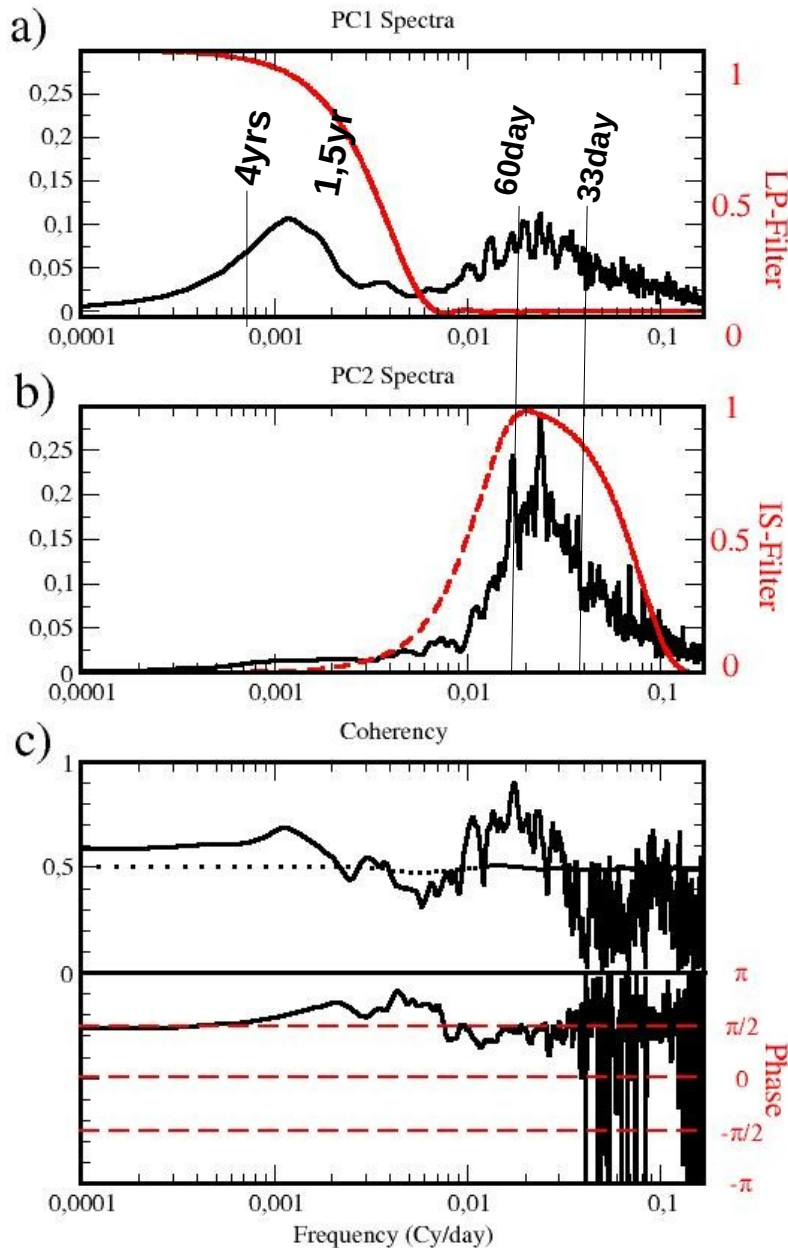 a)
PC1 Spectra
4yrs
1,5yr
60day
33day
0,25
0,2
0,15
0,1
0,05
0
1
0.5
0
LP-Filter
0,0001
0,001
0,01
0,1
b)
PC2 Spectra
0,25
0,2
0,15
0,1
0,05
0
1
0.5
0
IS-Filter
0,0001
0,001
0,01
0,1
c)
Coherency
1
0,5
0
π
π/2
0
-π/2
-π
Phase
0,0001
0,001
0,01
0,1
Frequency (Cy/day)